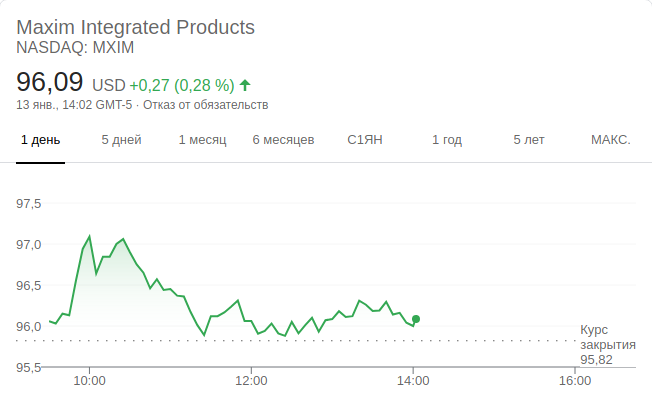 Maxim Integrated Products
NASDAQ: MXIM
96,09 USD +0,27 (0,28 %)
13 янв., 14:02 GMT-5 · Отказ от обязательств
1 день 5 дней 1 месяц 6 месяцев С1ЯН 1 год 5 лет МАКС.
97,5
97,0
96,5
96,0
95,5
Курс
закрытия
95,82
10:00 12:00 14:00 16:00